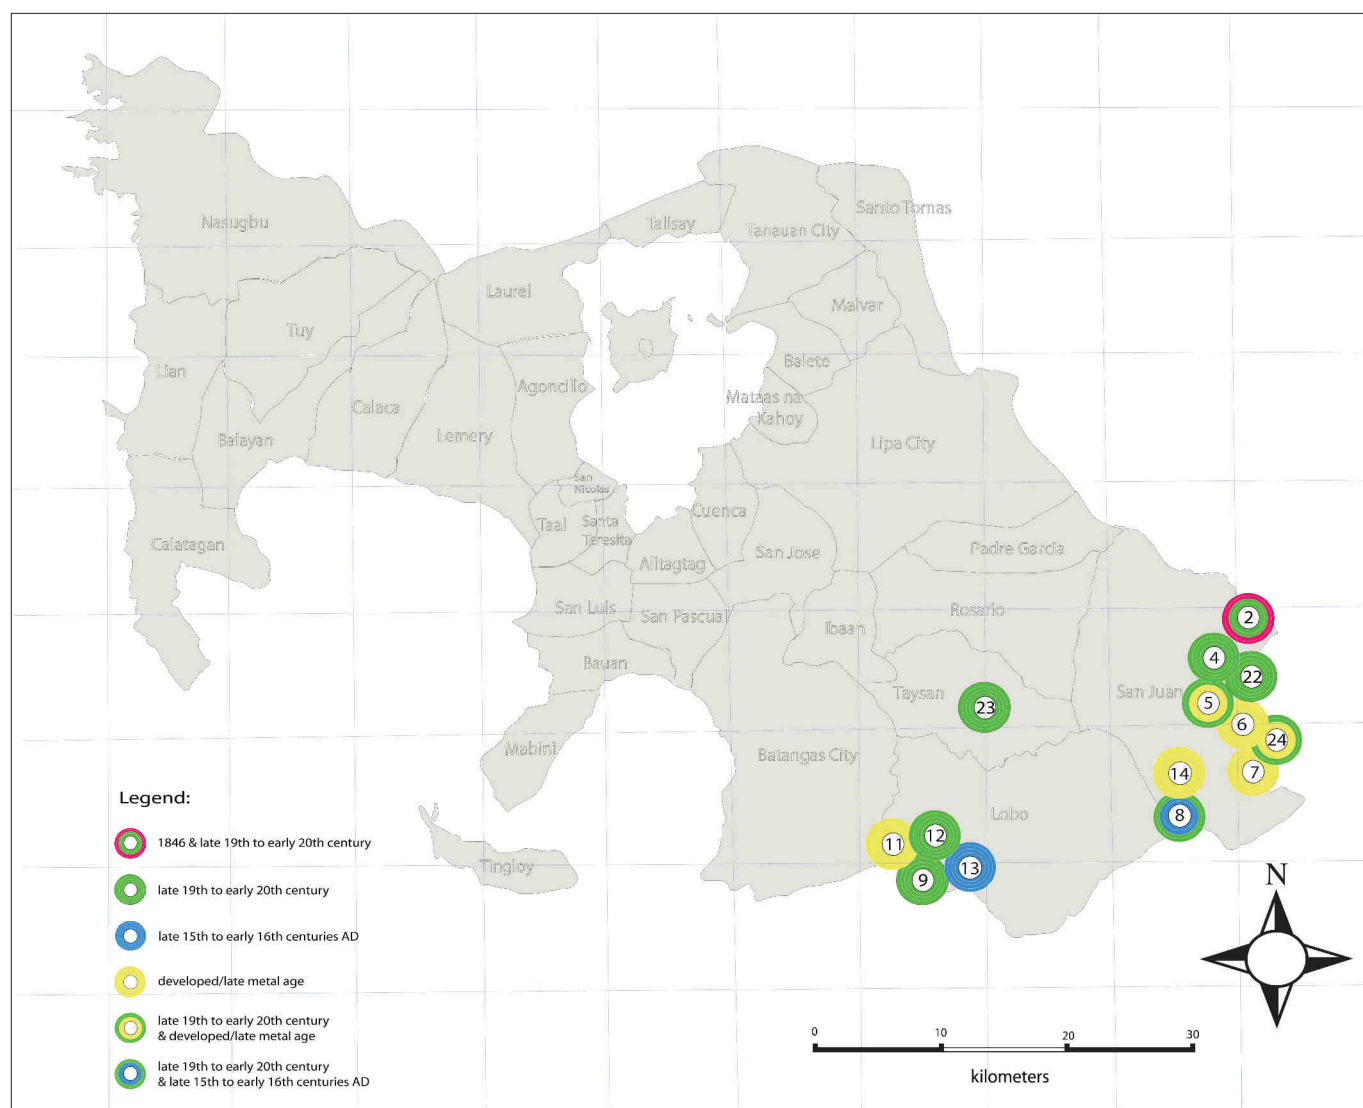 Nasugbu
Talisay
Tanauan City
Santo Tomas
Laurel
Malvar
Tuy
Balete
Lian
Agoncillo
Mataas na
Kahoy
Calaca
Balayan
Lemery
Lipa City
San
Nicolas
Taal
Santa
Teresita
Cuenca
Calatagan
Alitagtag
San Jose
Padre Garcia
San Luis
San Pascual
Ibaan
Rosario
2
Bauan
4
22
Taysan
23
San Juan
5
6
24
Mabini
Batangas City
14
7
Lobo
8
Tingloy
11
12
9
13
Legend:
1846 & late 19th to early 20th century
late 19th to early 20th century
late 15th to early 16th centuries AD
developed/late metal age
late 19th to early 20th century
& developed/late metal age
late 19th to early 20th century
& late 15th to early 16th centuries AD
N
0 10 20 30
kilometers